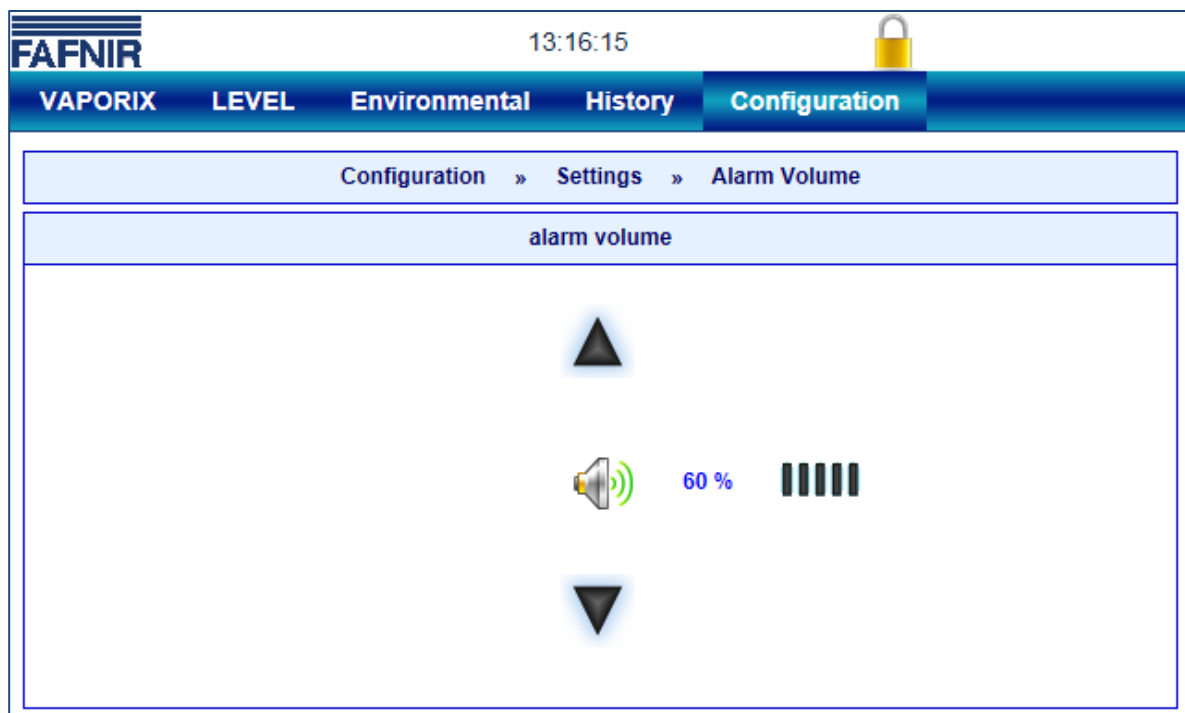 FAFNIR 13:16:15
VAPORIX LEVEL Environmental History Configuration
Configuration » Settings » Alarm Volume
alarm volume
60 %